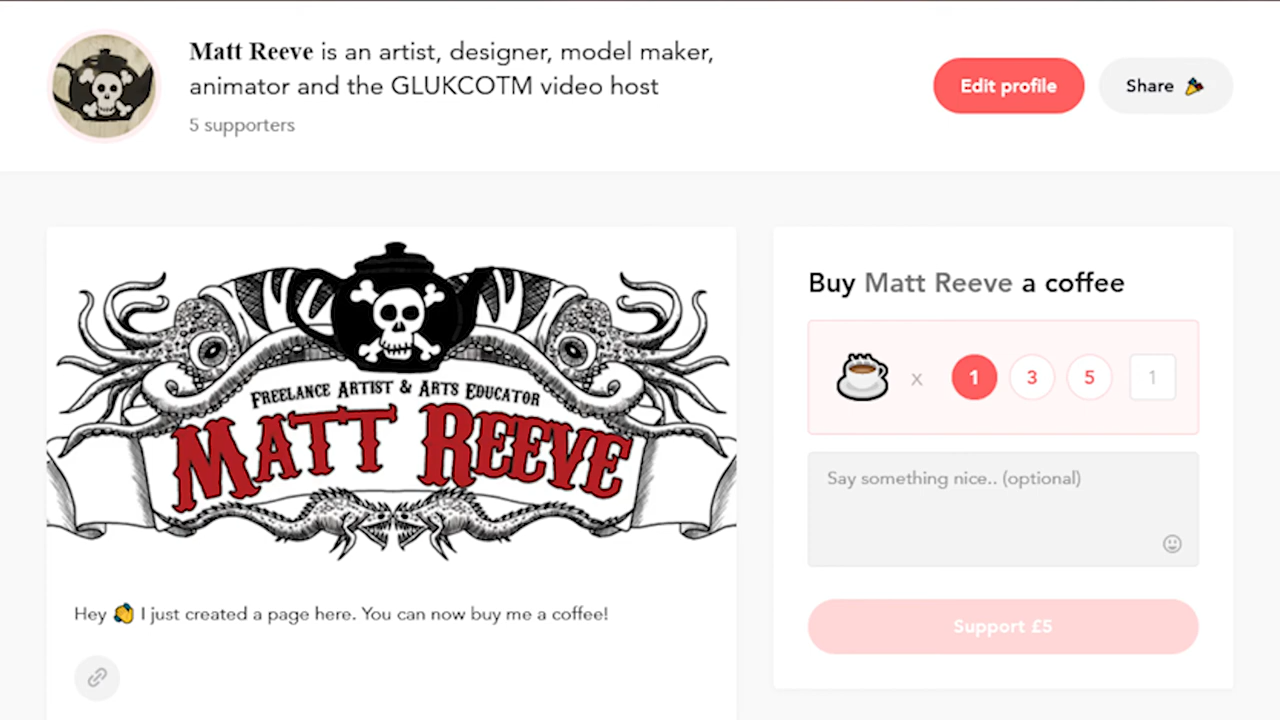 Matt Reeve is an artist, designer, model maker,
animator and the GLUKCOTM video host
5 supporters
Edit profile
Share
FREELANCE ARTIST & ARTS EDUCATOR
MATT REEVE
Hey 👏 I just created a page here. You can now buy me a coffee!
Buy Matt Reeve a coffee
x 1 3 5 1
Say something nice.. (optional)
Support £5